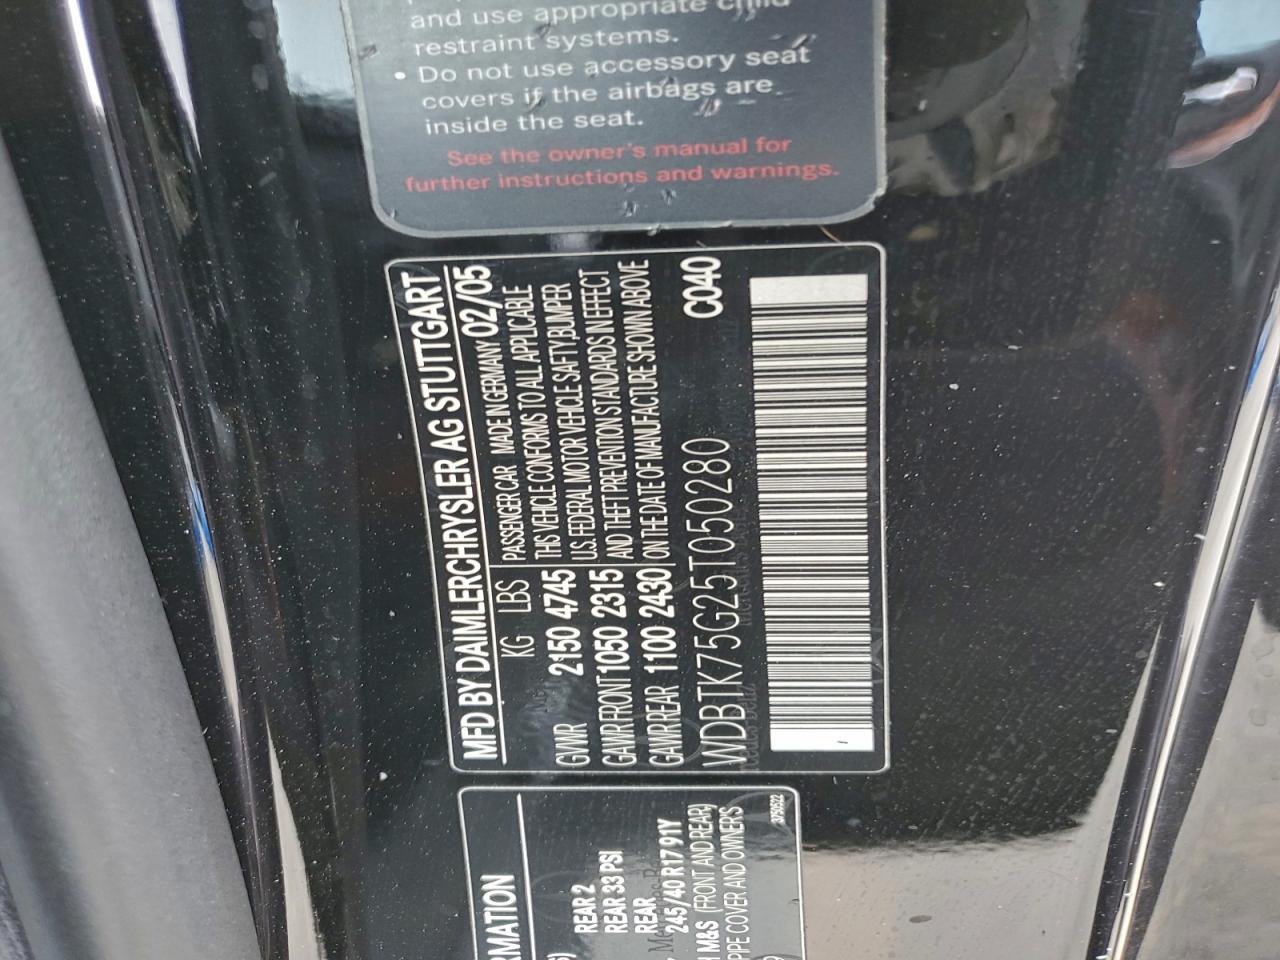 and use appropriate child
restraint systems.
• Do not use accessory seat
covers if the airbags are
inside the seat.
See the owner's manual for
further instructions and warnings.
MFD BY DAIMLERCHRYSLER AG STUTTGART
KG LBS
PASSENGER CAR MADE IN GERMANY 02/05
THIS VEHICLE CONFORMS TO ALL APPLICABLE
GVWR 2150 4745
U.S. FEDERAL MOTOR VEHICLE SAFETY, BUMPER
GAWR FRONT 1050 2315
AND THEFT PREVENTION STANDARDS IN EFFECT
GAWR REAR 1100 2430
ON THE DATE OF MANUFACTURE SHOWN ABOVE
WDBTK75G25T050280 C040
RMATION
REAR 2
REAR 33 PSI
REAR
245/40 R17 91Y
M&S (FRONT AND REAR)
COVER AND OWNER'S
3750522